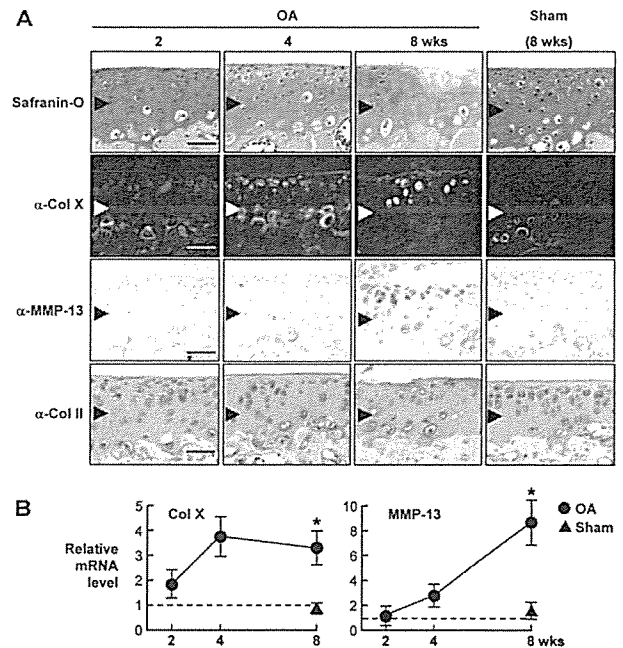 A
OA Sham
2 4 8 wks (8 wks)
Safranin-O
α-Col X
α-MMP-13
α-Col II
B
Relative mRNA level
Col X
5
4
3
2
1
0
*
2 4 8
MMP-13
10
8
6
4
2
0
*
2 4 8 wks
OA
Sham